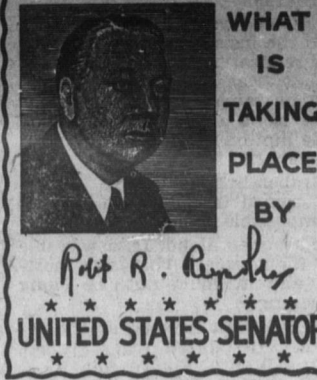 WHAT
IS
TAKING
PLACE
BY
Robt R. Reynolds
UNITED STATES SENATOR